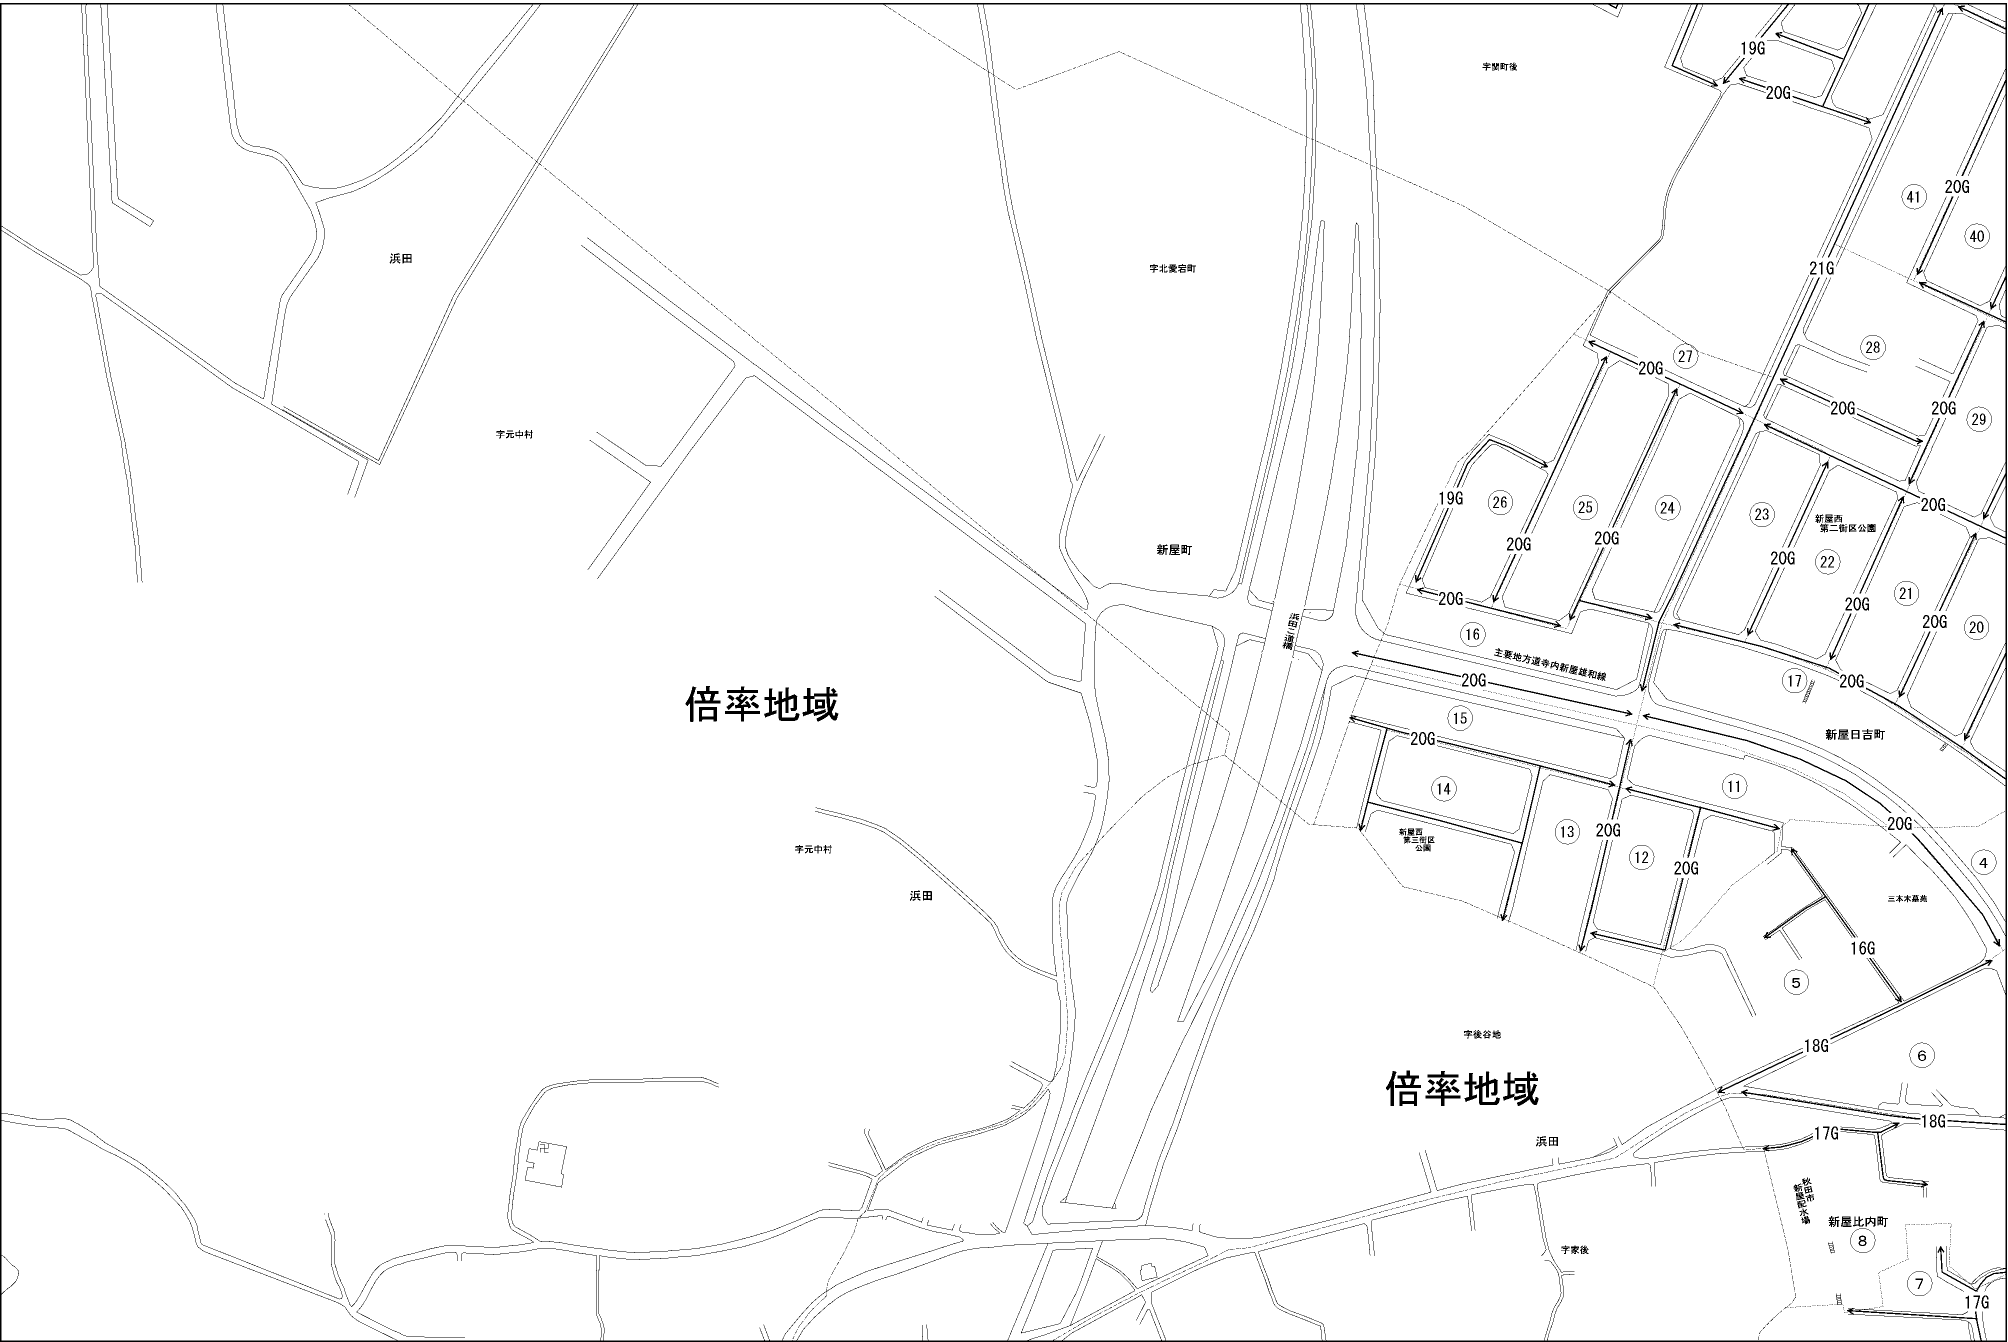 19G
字関町後
20G
20G
41
40
浜田
字北愛宕町
21G
27
28
20G
20G
20G
29
字元中村
19G
26
25
24
23
20G
新屋西
第二街区公園
20G
20G
20G
22
新屋町
21
20G
20G
20G
20
浜田二道橋
16
主要地方道寺内新屋雄和線
20G
17
20G
倍率地域
15
新屋日吉町
20G
14
11
20G
13
20G
新屋西
第三街区
公園
12
字元中村
20G
4
浜田
三本木墓苑
16G
5
字後谷地
18G
6
倍率地域
18G
17G
浜田
秋田市
新屋配水場
新屋比内町
8
字家後
7
17G